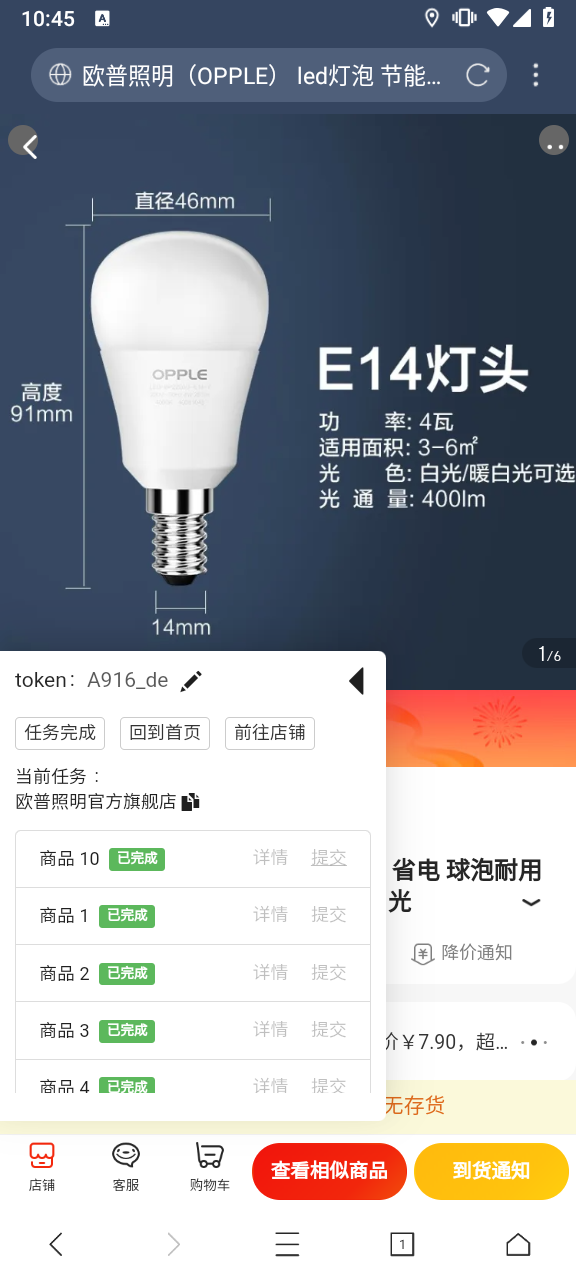 10:45
欧普照明（OPPLE） led灯泡 节能...
直径46mm
OPPLE
高度
91mm
E14灯头
功 率: 4瓦
适用面积: 3-6㎡
光 色: 白光/暖白光可选
光 通 量: 400lm
14mm
1/6
token: A916_de
任务完成 回到首页 前往店铺
当前任务：
欧普照明官方旗舰店
商品 10 已完成 详情 提交
商品 1 已完成 详情 提交
商品 2 已完成 详情 提交
商品 3 已完成 详情 提交
商品 4 已完成 详情 提交
省电 球泡耐用
光
降价通知
价￥7.90，超...
无存货
店铺 客服 购物车 查看相似商品 到货通知
1